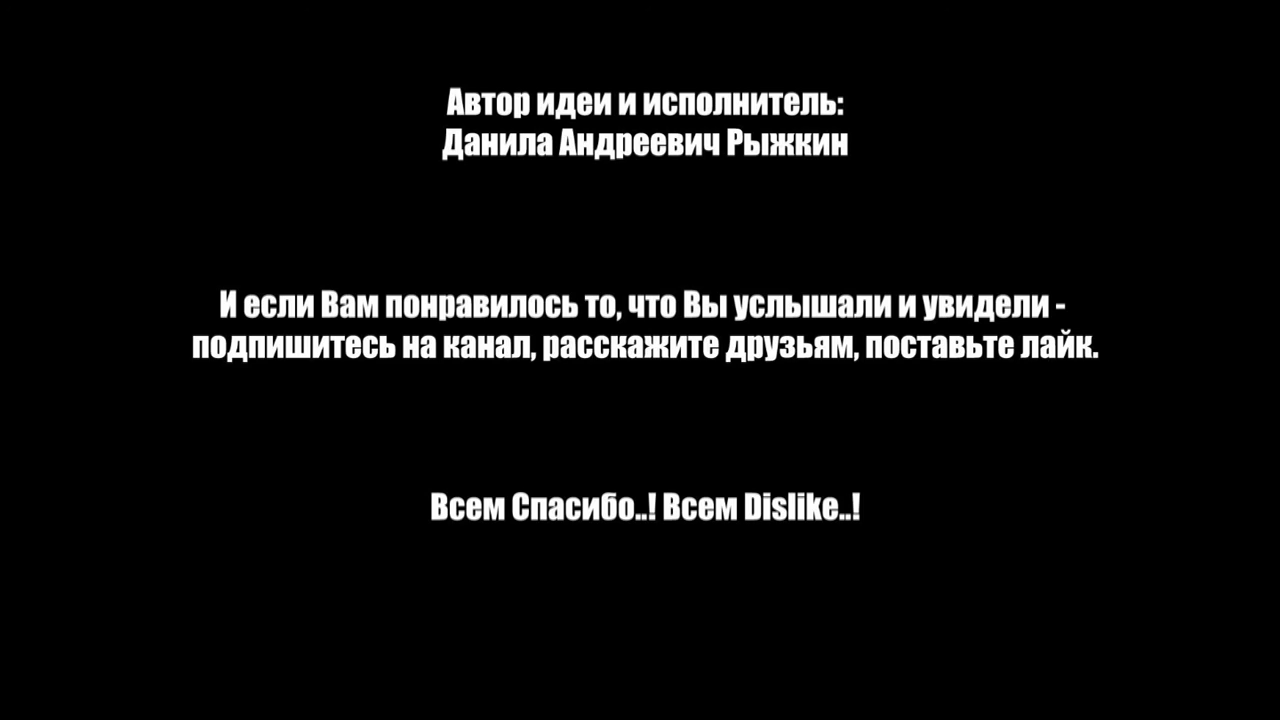 Автор идеи и исполнитель:
Данила Андреевич Рыжкин
И если Вам понравилось то, что Вы услышали и увидели -
подпишитесь на канал, расскажите друзьям, поставьте лайк.
Всем Спасибо..! Всем Dislike..!